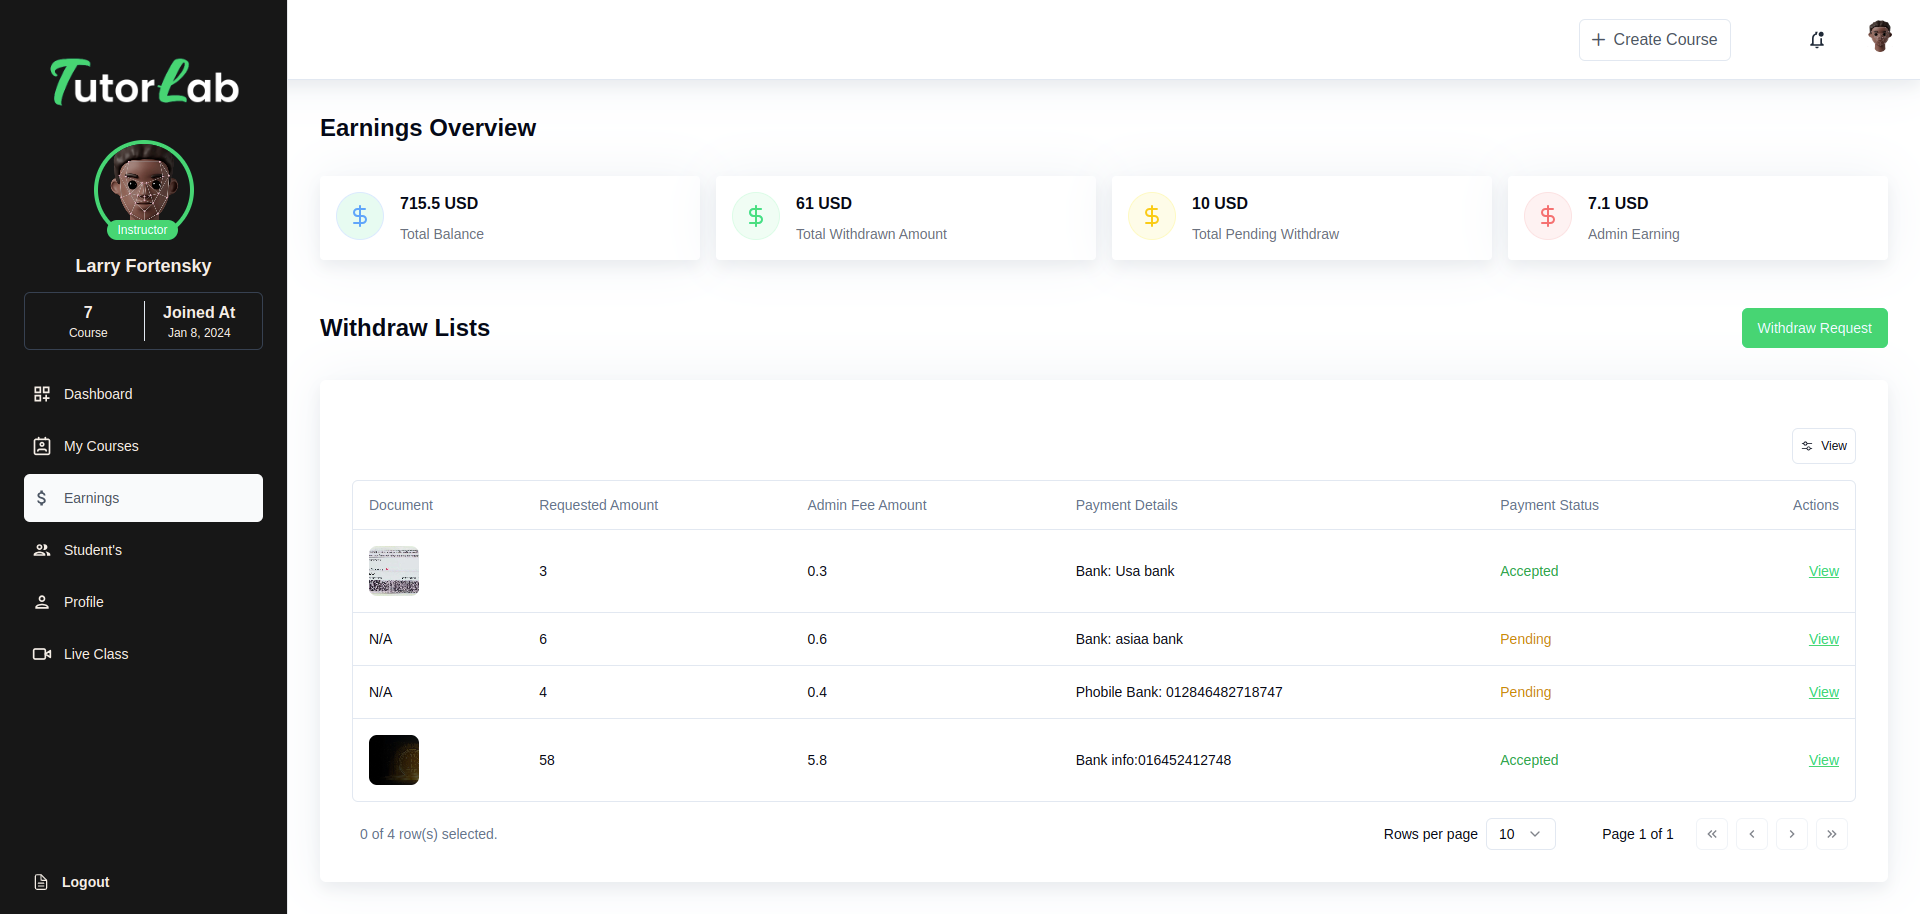 TutorLab
Instructor
Larry Fortensky
7
Course
Joined At
Jan 8, 2024
Dashboard
My Courses
Earnings
Student's
Profile
Live Class
Logout
Create Course
Earnings Overview
715.5 USD
Total Balance
61 USD
Total Withdrawn Amount
10 USD
Total Pending Withdraw
7.1 USD
Admin Earning
Withdraw Lists
Withdraw Request
View
Document Requested Amount Admin Fee Amount Payment Details Payment Status Actions
3 0.3 Bank: Usa bank Accepted View
N/A 6 0.6 Bank: asiaa bank Pending View
N/A 4 0.4 Phobile Bank: 012846482718747 Pending View
58 5.8 Bank info:016452412748 Accepted View
0 of 4 row(s) selected. Rows per page 10 Page 1 of 1